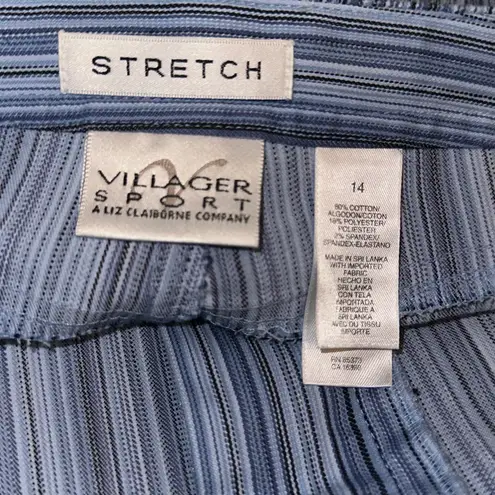 STRETCH
VILLAGER
SPORT
A LIZ CLAIBORNE COMPANY
14
80% COTTON/
ALGODON/COTON
18% POLYESTER/
POLIESTER
2% SPANDEX/
SPANDEX-ELASTANO
MADE IN SRI LANKA
WITH IMPORTED
FABRIC
HECHO EN
SRI LANKA
CON TELA
IMPORTADA
FABRIQUE A
SRI LANKA
AVEC DU TISSU
IMPORTE
RN 85373